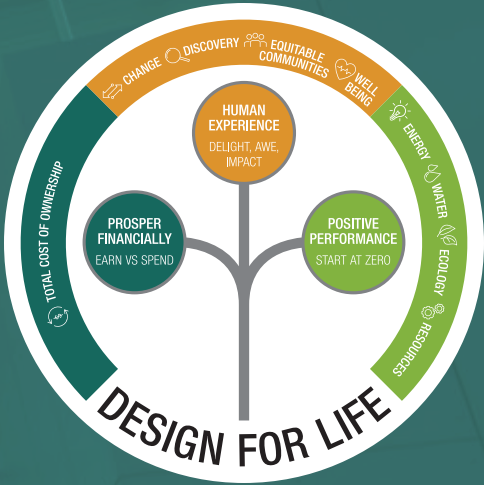 TOTAL COST OF OWNERSHIP
CHANGE
DISCOVERY
EQUITABLE
COMMUNITIES
WELL
BEING
ENERGY
WATER
ECOLOGY
RESOURCES
HUMAN
EXPERIENCE
DELIGHT, AWE,
IMPACT
PROSPER
FINANCIALLY
EARN VS SPEND
POSITIVE
PERFORMANCE
START AT ZERO
DESIGN FOR LIFE